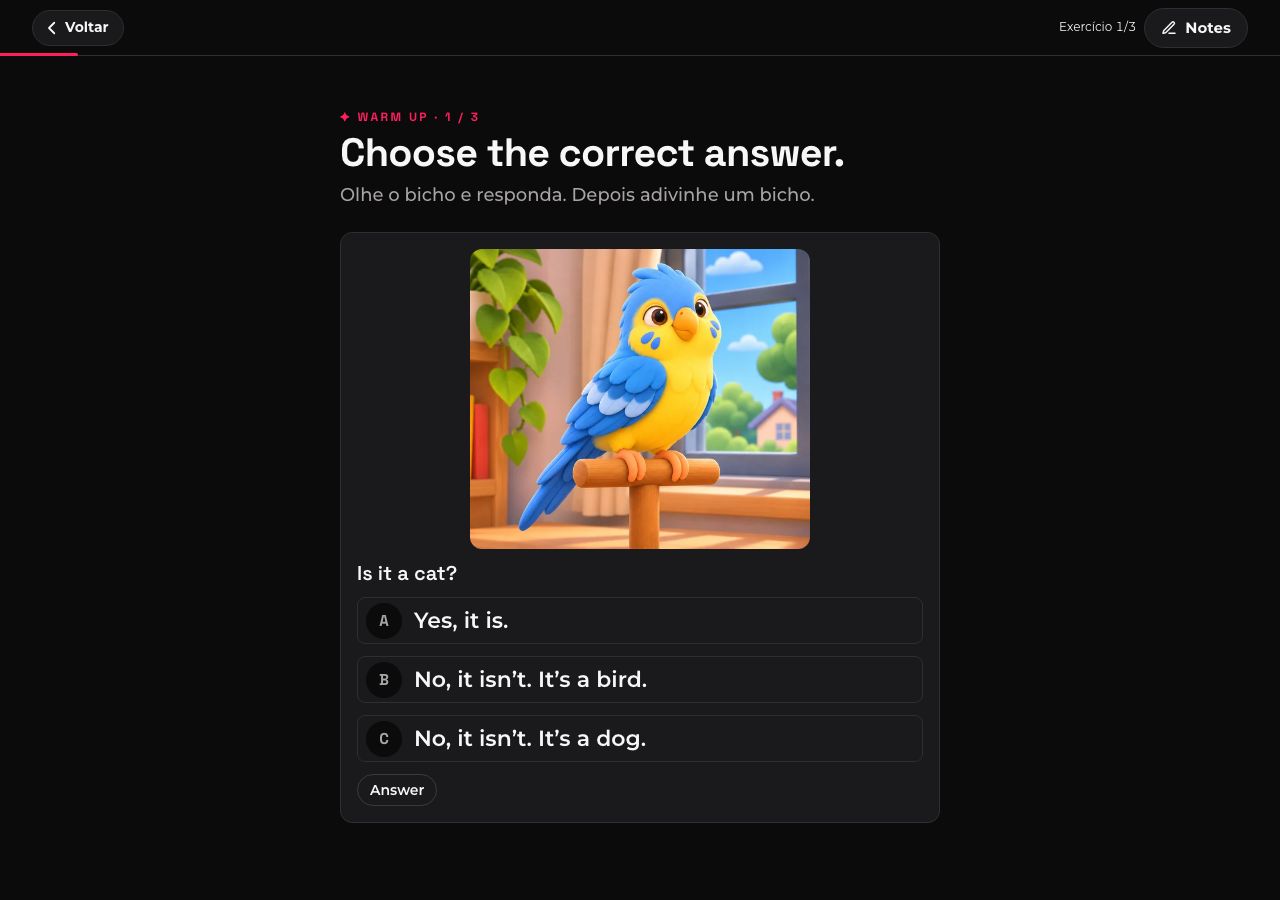 Voltar
Exercício 1/3
Notes
WARM UP · 1 / 3
Choose the correct answer.
Olhe o bicho e responda. Depois adivinhe um bicho.
Is it a cat?
A Yes, it is.
B No, it isn’t. It’s a bird.
C No, it isn’t. It’s a dog.
Answer